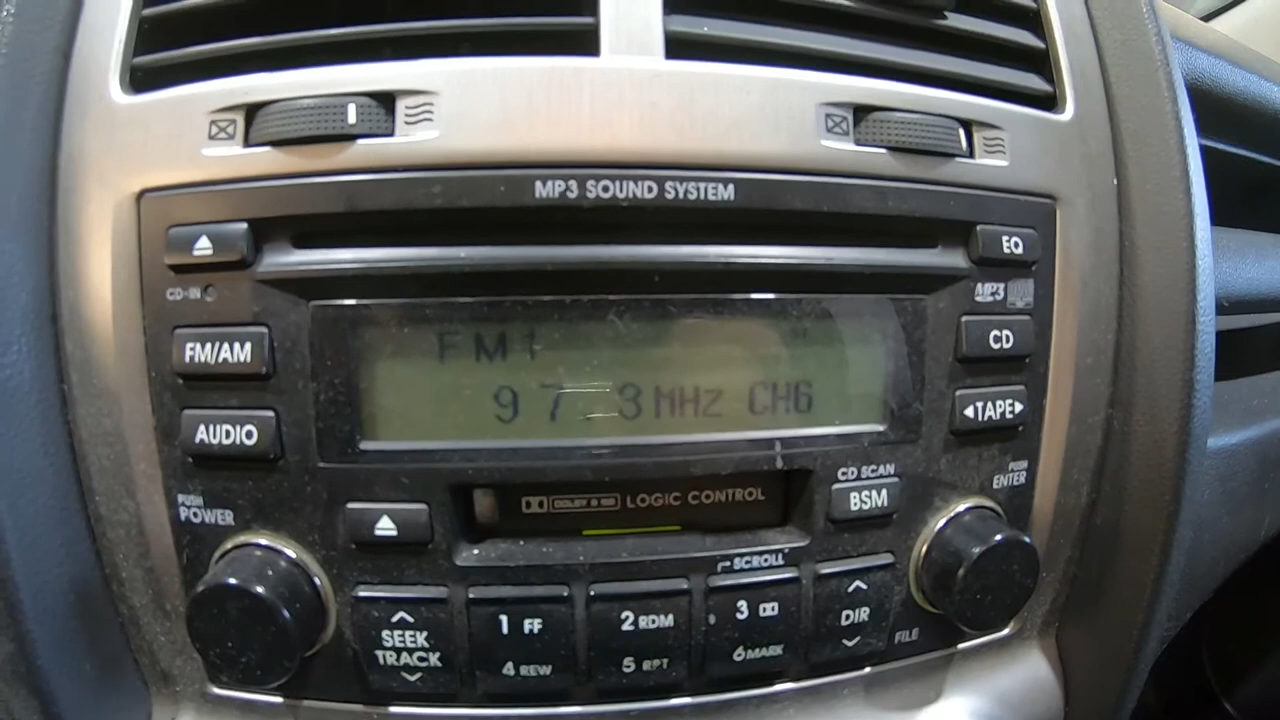 MP3 SOUND SYSTEM
EQ
CD-IN
MP3
FM/AM
FM1
CD
97.3MHz CH6
◀TAPE▶
AUDIO
CD SCAN
PUSH
ENTER
LOGIC CONTROL
BSM
PUSH
POWER
SCROLL
SEEK
TRACK
1 FF
2 RDM
3
DIR
4 REW
5 RPT
6 MARK
FILE